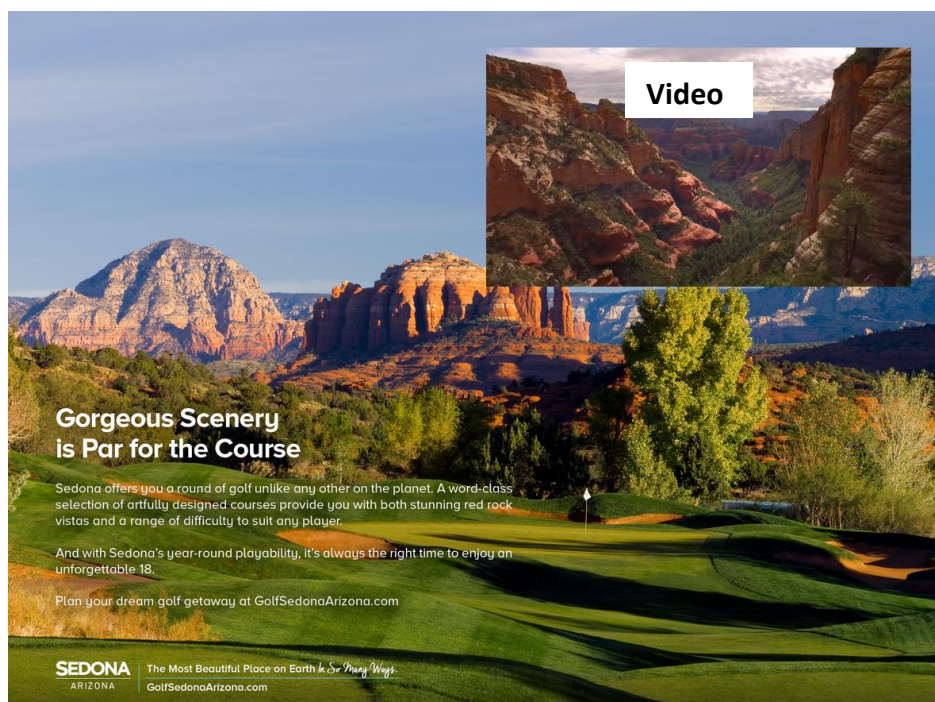 Video
Gorgeous Scenery
is Par for the Course
Sedona offers you a round of golf unlike any other on the planet. A word-class
selection of artfully designed courses provide you with both stunning red rock
vistas and a range of difficulty to suit any player.
And with Sedona's year-round playability, it's always the right time to enjoy an
unforgettable 18.
Plan your dream golf getaway at GolfSedonaArizona.com
SEDONA
ARIZONA
The Most Beautiful Place on Earth In So Many Ways.
GolfSedonaArizona.com